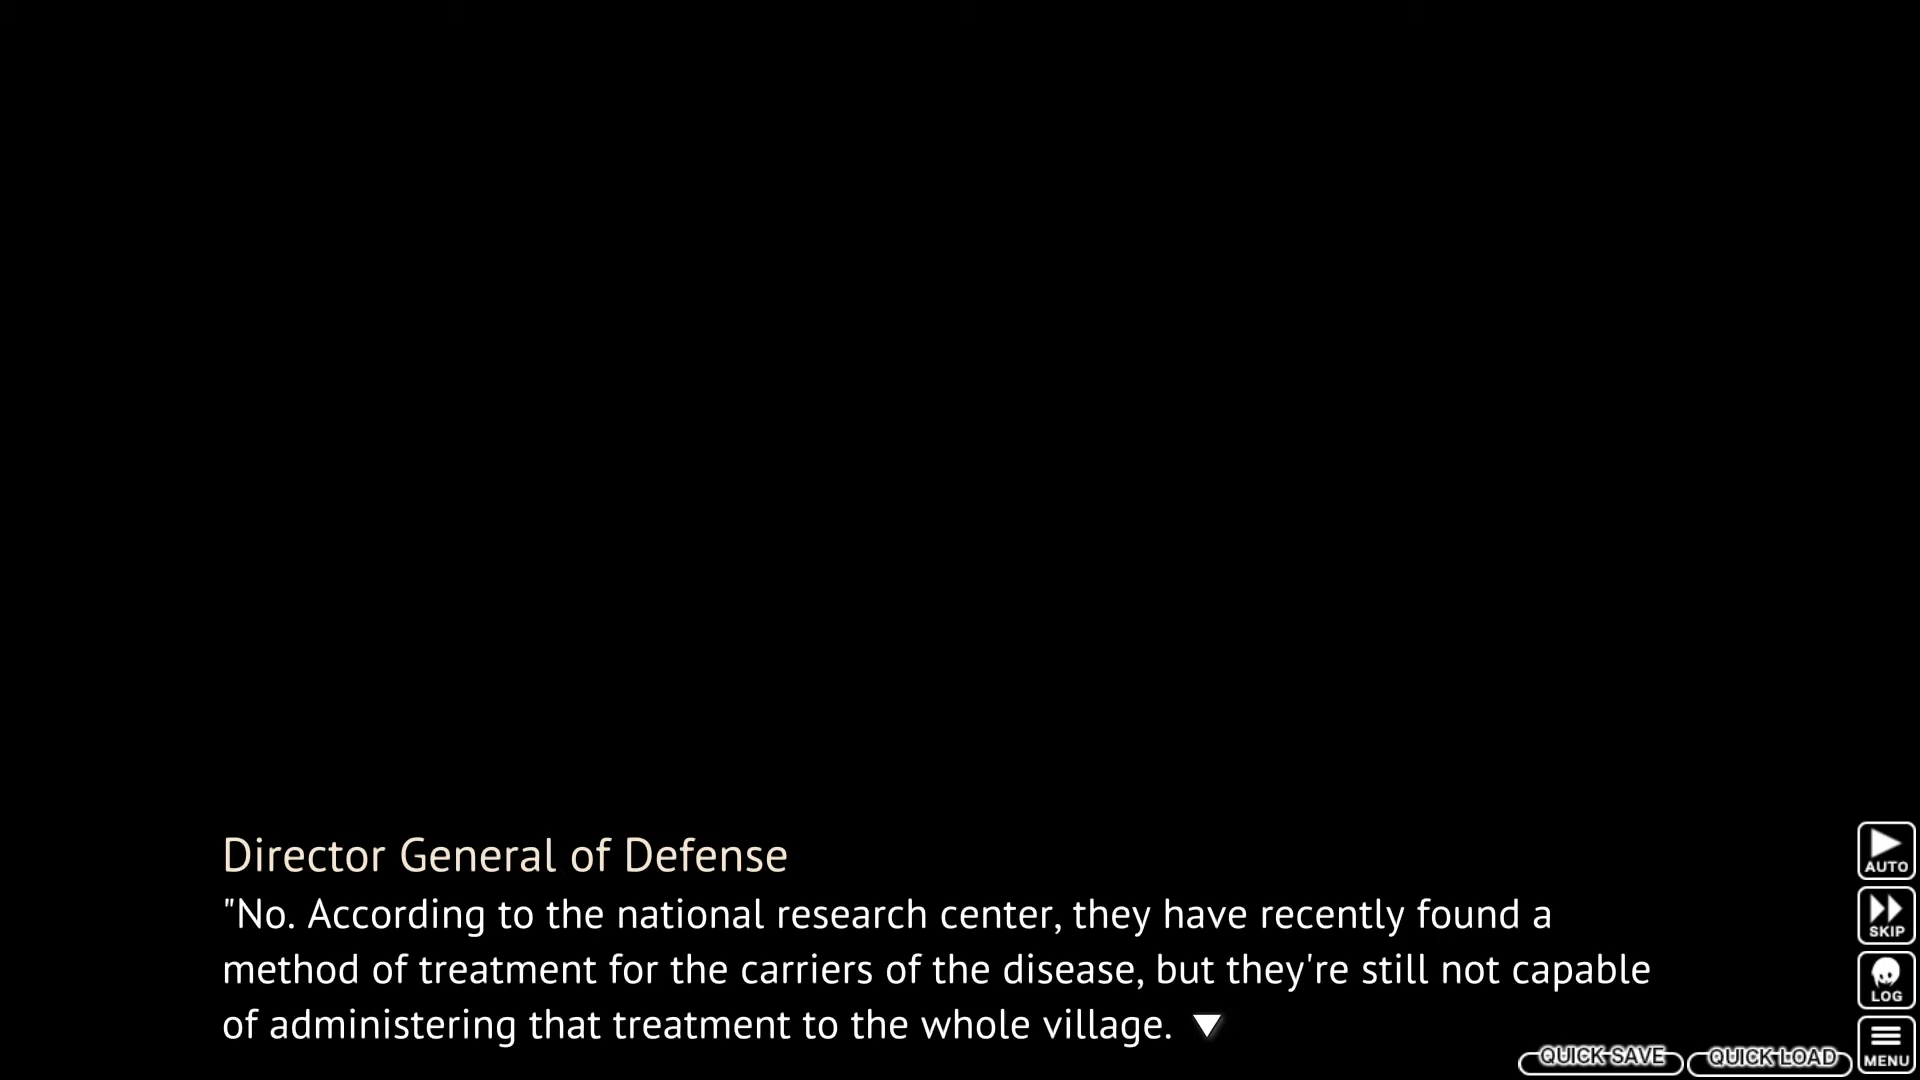 Director General of Defense
"No. According to the national research center, they have recently found a
method of treatment for the carriers of the disease, but they're still not capable
of administering that treatment to the whole village.
AUTO
SKIP
LOG
MENU
QUICK SAVE
QUICK LOAD